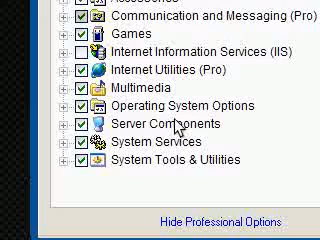 Accessories
Communication and Messaging (Pro)
Games
Internet Information Services (IIS)
Internet Utilities (Pro)
Multimedia
Operating System Options
Server Components
System Services
System Tools & Utilities
Hide Professional Options